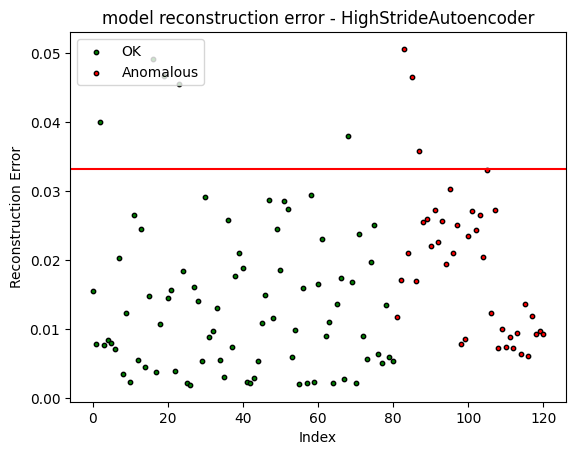 model reconstruction error - HighStrideAutoencoder
OK
Anomalous
0.05
0.04
0.03
0.02
0.01
0.00
Reconstruction Error
0
20
40
60
80
100
120
Index